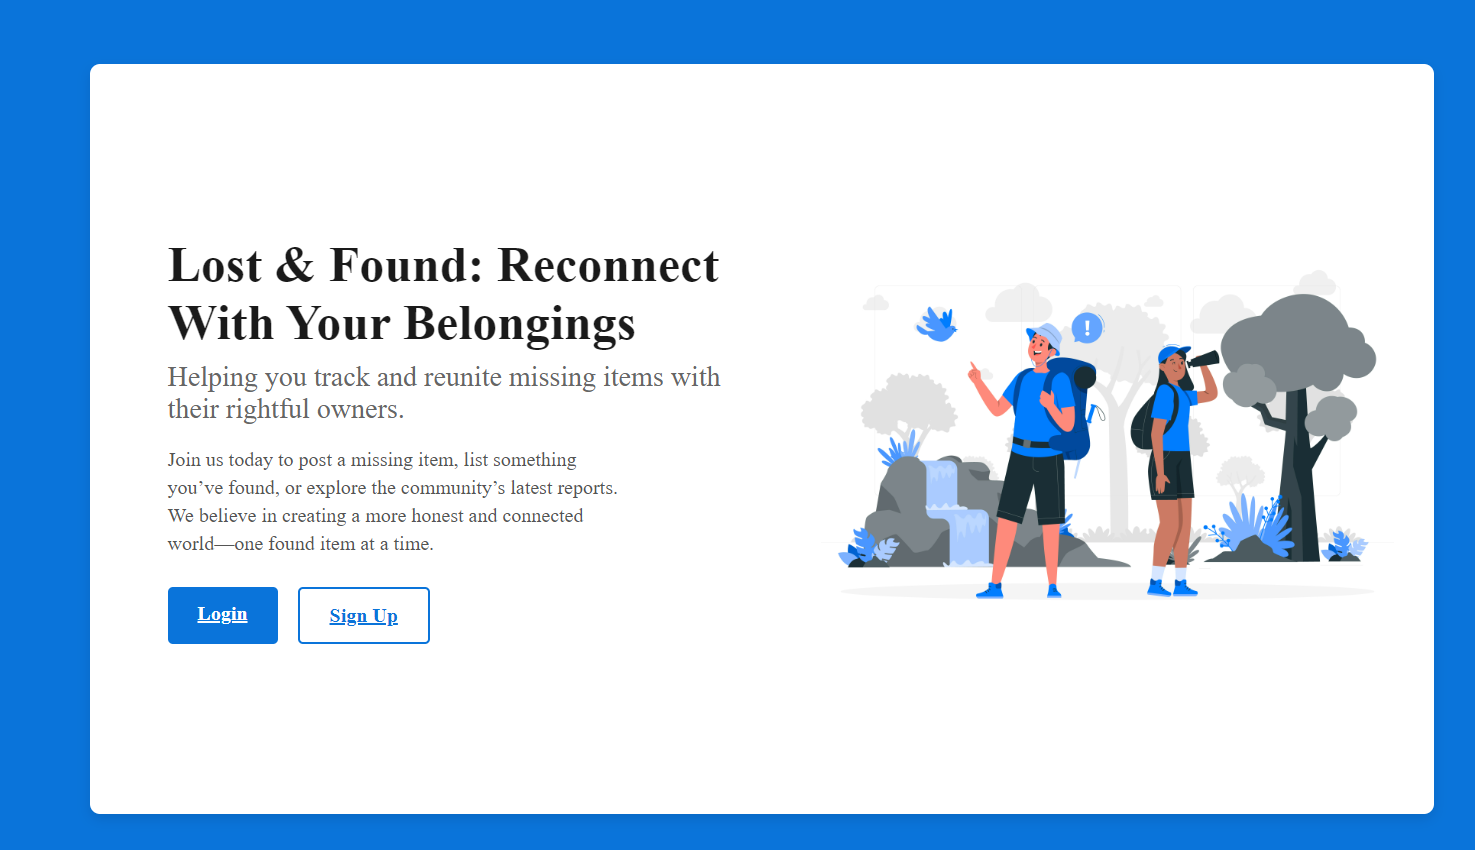 Lost & Found: Reconnect
With Your Belongings
Helping you track and reunite missing items with
their rightful owners.
Join us today to post a missing item, list something
you’ve found, or explore the community’s latest reports.
We believe in creating a more honest and connected
world—one found item at a time.
Login
Sign Up
!